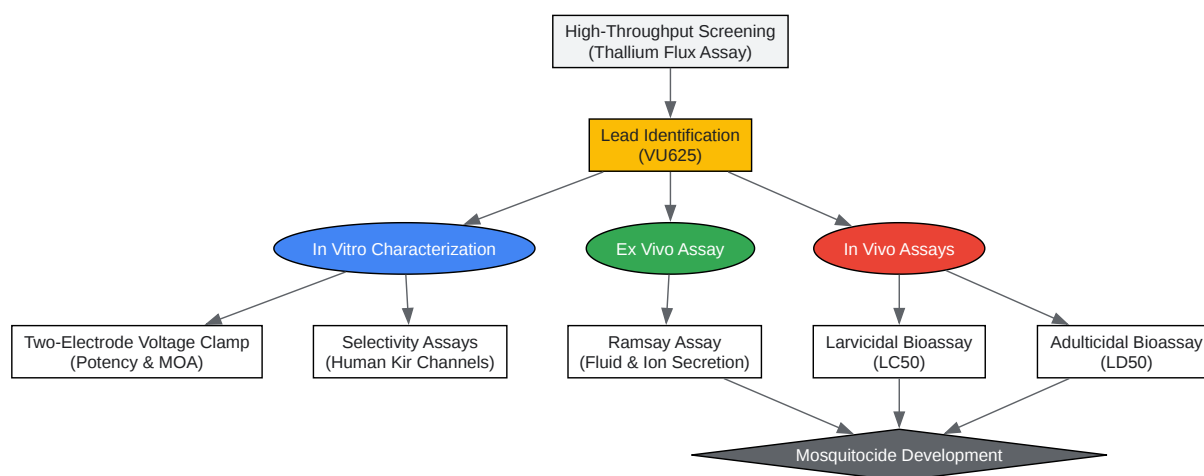 High-Throughput Screening
(Thallium Flux Assay)
Lead Identification
(VU625)
In Vitro Characterization
Ex Vivo Assay
In Vivo Assays
Two-Electrode Voltage Clamp
(Potency & MOA)
Selectivity Assays
(Human Kir Channels)
Ramsay Assay
(Fluid & Ion Secretion)
Larvicidal Bioassay
(LC50)
Adulticidal Bioassay
(LD50)
Mosquitocide Development